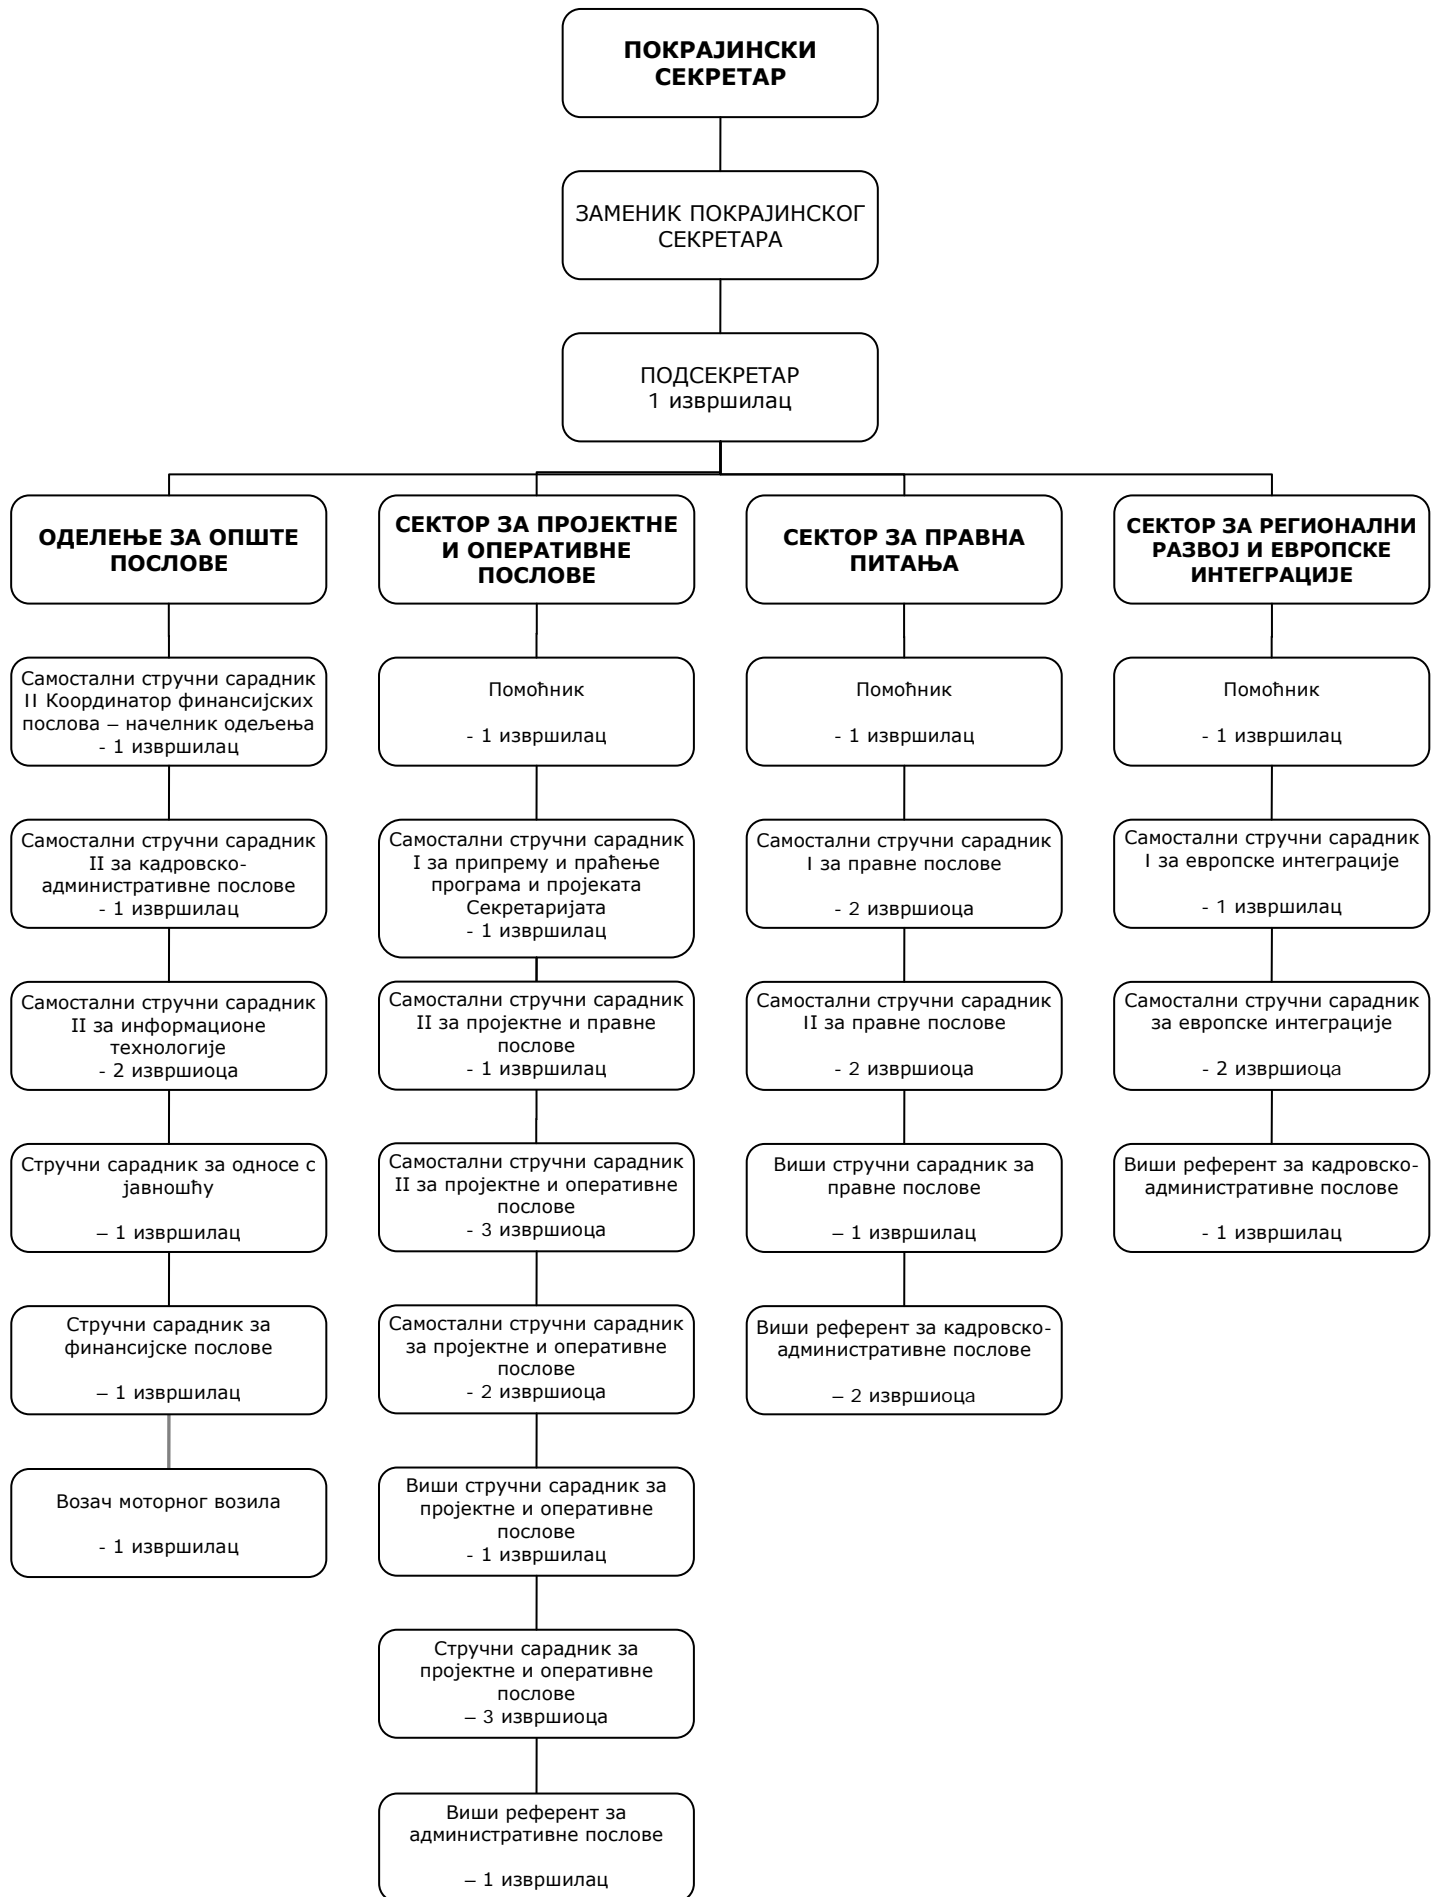 ПОКРАЈИНСКИ
СЕКРЕТАР
ЗАМЕНИК ПОКРАЈИНСКОГ
СЕКРЕТАРА
ПОДСЕКРЕТАР
1 извршилац
ОДЕЛЕЊЕ ЗА ОПШТЕ
ПОСЛОВЕ
Самостални стручни сарадник
II Координатор финансијских
послова – начелник одељења
- 1 извршилац
Самостални стручни сарадник
II за кадровско-
административне послове
- 1 извршилац
Самостални стручни сарадник
II за информационе
технологије
- 2 извршиоца
Стручни сарадник за односе с
јавношћу
– 1 извршилац
Стручни сарадник за
финансијске послове
– 1 извршилац
Возач моторног возила
- 1 извршилац
СЕКТОР ЗА ПРОЈЕКТНЕ
И ОПЕРАТИВНЕ
ПОСЛОВЕ
Помоћник
- 1 извршилац
Самостални стручни сарадник
I за припрему и праћење
програма и пројеката
Секретаријата
- 1 извршилац
Самостални стручни сарадник
II за пројектне и правне
послове
- 1 извршилац
Самостални стручни сарадник
II за пројектне и оперативне
послове
- 3 извршиоца
Самостални стручни сарадник
за пројектне и оперативне
послове
- 2 извршиоца
Виши стручни сарадник за
пројектне и оперативне
послове
- 1 извршилац
Стручни сарадник за
пројектне и оперативне
послове
– 3 извршиоца
Виши референт за
административне послове
– 1 извршилац
СЕКТОР ЗА ПРАВНА
ПИТАЊА
Помоћник
- 1 извршилац
Самостални стручни сарадник
I за правне послове
- 2 извршиоца
Самостални стручни сарадник
II за правне послове
- 2 извршиоца
Виши стручни сарадник за
правне послове
– 1 извршилац
Виши референт за кадровско-
административне послове
– 2 извршиоца
СЕКТОР ЗА РЕГИОНАЛНИ
РАЗВОЈ И ЕВРОПСКЕ
ИНТЕГРАЦИЈЕ
Помоћник
- 1 извршилац
Самостални стручни сарадник
I за европске интеграције
- 1 извршилац
Самостални стручни сарадник
за европске интеграције
- 2 извршиоца
Виши референт за кадровско-
административне послове
- 1 извршилац